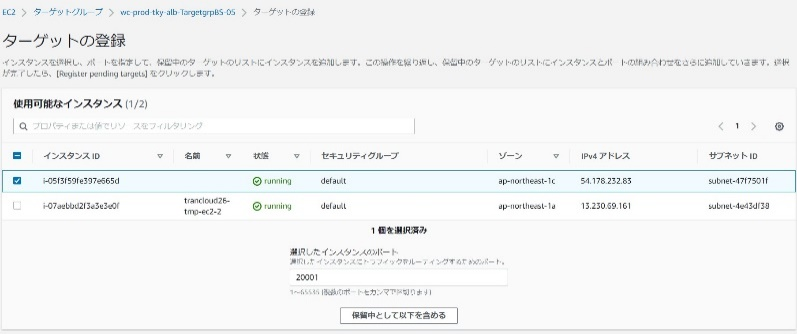 EC2 > ターゲットグループ > wc-prod-tky-alb-TargetgrpBS-05 > ターゲットの登録
ターゲットの登録
インスタンスを選択し、ポートを指定して、保留中のターゲットのリストにインスタンスを追加します。この操作を繰り返し、保留中のターゲットのリストにインスタンスとポートの組み合わせをさらに追加していきます。選択
が完了したら、[Register pending targets] をクリックします。
使用可能なインスタンス (1/2)
プロパティまたは値でリソースをフィルタリング
1
インスタンス ID 名前 状態 セキュリティグループ ゾーン IPv4 アドレス サブネット ID
i-05f3f59fe397e665d running default ap-northeast-1c 54.178.232.83 subnet-47f7501f
i-07aebbd2f3a3e3e0f trancloud26-tmp-ec2-2 running default ap-northeast-1a 13.230.69.161 subnet-4e43df38
1 個を選択済み
選択したインスタンスのポート
選択したインスタンスにトラフィックをルーティングするためのポート。
20001
1~65535 (複数のポートをカンマで区切ります)
保留中として以下を含める